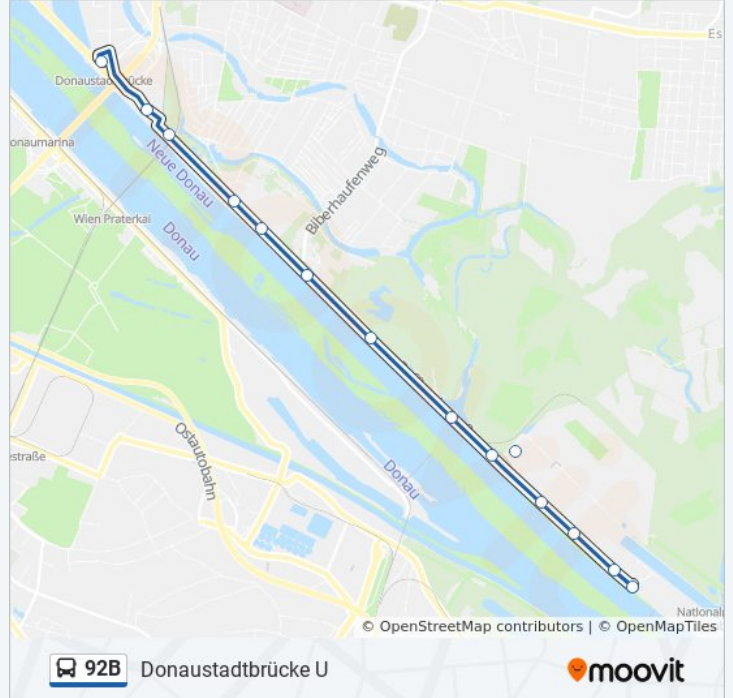 Es
Donaustadtbrücke
onaumarina
Neue Donau
Biberhaufenweg
Wien Praterkai
Donau
Ostautobahn
estraße
Donau
National
© OpenStreetMap contributors | © OpenMapTiles
92B Donaustadtbrücke U
moovit